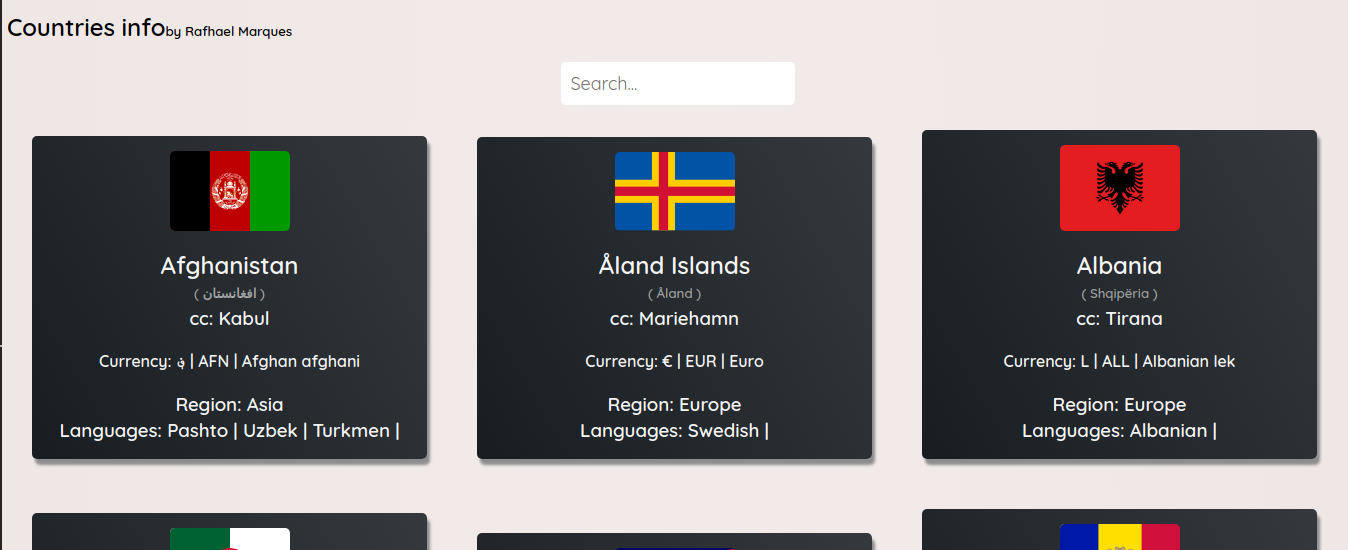 Countries info by Rafhael Marques
Search...
Afghanistan
( افغانستان )
cc: Kabul
Currency: ؋ | AFN | Afghan afghani
Region: Asia
Languages: Pashto | Uzbek | Turkmen |
Åland Islands
( Åland )
cc: Mariehamn
Currency: € | EUR | Euro
Region: Europe
Languages: Swedish |
Albania
( Shqipëria )
cc: Tirana
Currency: L | ALL | Albanian lek
Region: Europe
Languages: Albanian |